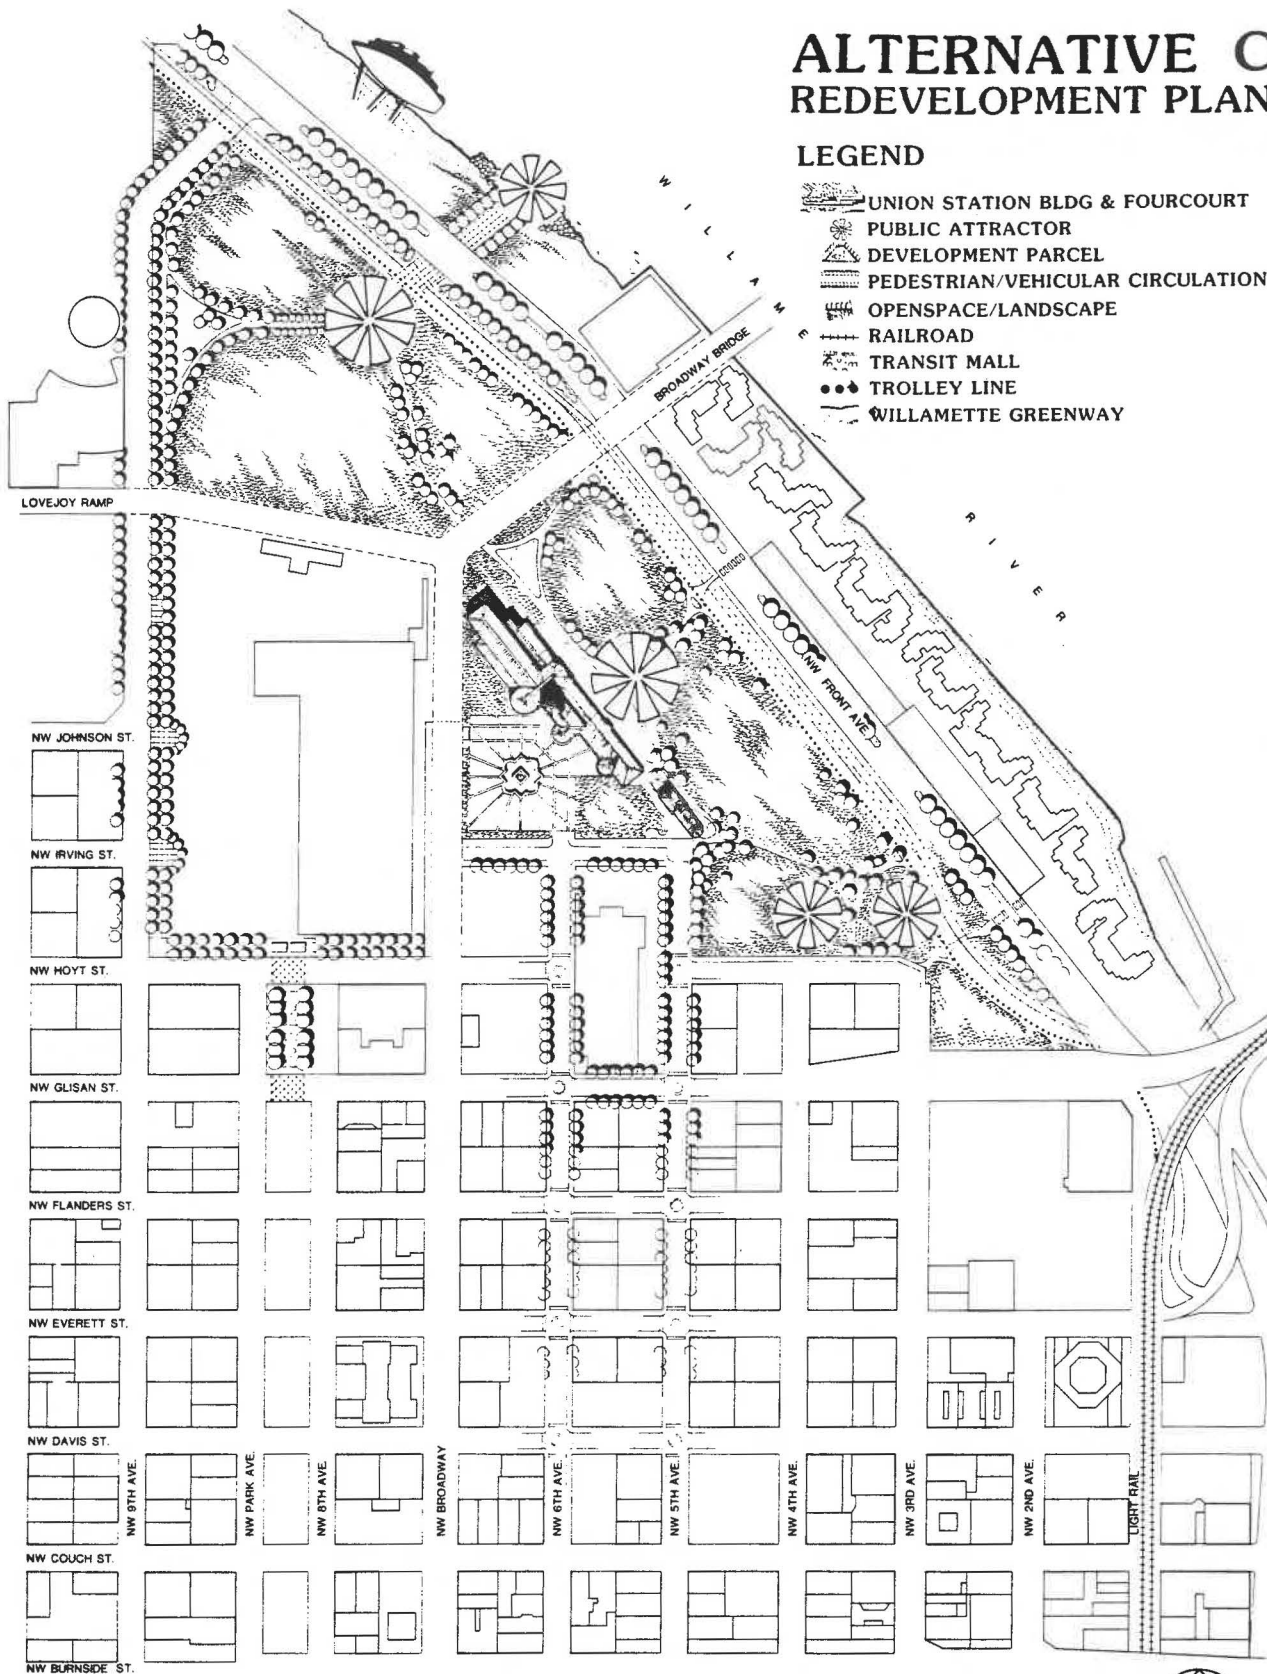 ALTERNATIVE C
REDEVELOPMENT PLAN
LEGEND
UNION STATION BLDG & FOURCOURT
PUBLIC ATTRACTOR
DEVELOPMENT PARCEL
PEDESTRIAN/VEHICULAR CIRCULATION
OPENSPACE/LANDSCAPE
RAILROAD
TRANSIT MALL
TROLLEY LINE
WILLAMETTE GREENWAY
WILLAME
RIVER
BROADWAY BRIDGE
LOVEJOY RAMP
NW FRONT AVE
NW JOHNSON ST.
NW IRVING ST.
NW HOYT ST.
NW GLISAN ST.
NW FLANDERS ST.
NW EVERETT ST.
NW DAVIS ST.
NW 9TH AVE.
NW PARK AVE.
NW 8TH AVE.
NW BROADWAY
NW 6TH AVE.
NW 5TH AVE.
NW 4TH AVE.
NW 3RD AVE.
NW 2ND AVE.
LIGHT RAIL
NW COUCH ST.
NW BURNSIDE ST.